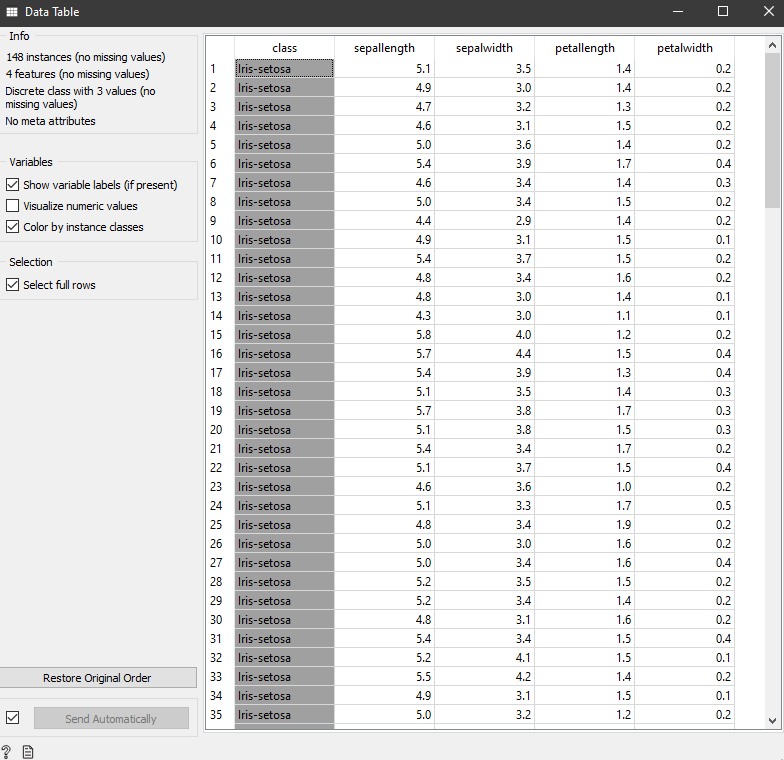 Data Table
Info
148 instances (no missing values)
4 features (no missing values)
Discrete class with 3 values (no
missing values)
No meta attributes
Variables
Show variable labels (if present)
Visualize numeric values
Color by instance classes
Selection
Select full rows
Restore Original Order
Send Automatically
?
class sepallength sepalwidth petallength petalwidth
1 Iris-setosa 5.1 3.5 1.4 0.2
2 Iris-setosa 4.9 3.0 1.4 0.2
3 Iris-setosa 4.7 3.2 1.3 0.2
4 Iris-setosa 4.6 3.1 1.5 0.2
5 Iris-setosa 5.0 3.6 1.4 0.2
6 Iris-setosa 5.4 3.9 1.7 0.4
7 Iris-setosa 4.6 3.4 1.4 0.3
8 Iris-setosa 5.0 3.4 1.5 0.2
9 Iris-setosa 4.4 2.9 1.4 0.2
10 Iris-setosa 4.9 3.1 1.5 0.1
11 Iris-setosa 5.4 3.7 1.5 0.2
12 Iris-setosa 4.8 3.4 1.6 0.2
13 Iris-setosa 4.8 3.0 1.4 0.1
14 Iris-setosa 4.3 3.0 1.1 0.1
15 Iris-setosa 5.8 4.0 1.2 0.2
16 Iris-setosa 5.7 4.4 1.5 0.4
17 Iris-setosa 5.4 3.9 1.3 0.4
18 Iris-setosa 5.1 3.5 1.4 0.3
19 Iris-setosa 5.7 3.8 1.7 0.3
20 Iris-setosa 5.1 3.8 1.5 0.3
21 Iris-setosa 5.4 3.4 1.7 0.2
22 Iris-setosa 5.1 3.7 1.5 0.4
23 Iris-setosa 4.6 3.6 1.0 0.2
24 Iris-setosa 5.1 3.3 1.7 0.5
25 Iris-setosa 4.8 3.4 1.9 0.2
26 Iris-setosa 5.0 3.0 1.6 0.2
27 Iris-setosa 5.0 3.4 1.6 0.4
28 Iris-setosa 5.2 3.5 1.5 0.2
29 Iris-setosa 5.2 3.4 1.4 0.2
30 Iris-setosa 4.8 3.1 1.6 0.2
31 Iris-setosa 5.4 3.4 1.5 0.4
32 Iris-setosa 5.2 4.1 1.5 0.1
33 Iris-setosa 5.5 4.2 1.4 0.2
34 Iris-setosa 4.9 3.1 1.5 0.1
35 Iris-setosa 5.0 3.2 1.2 0.2